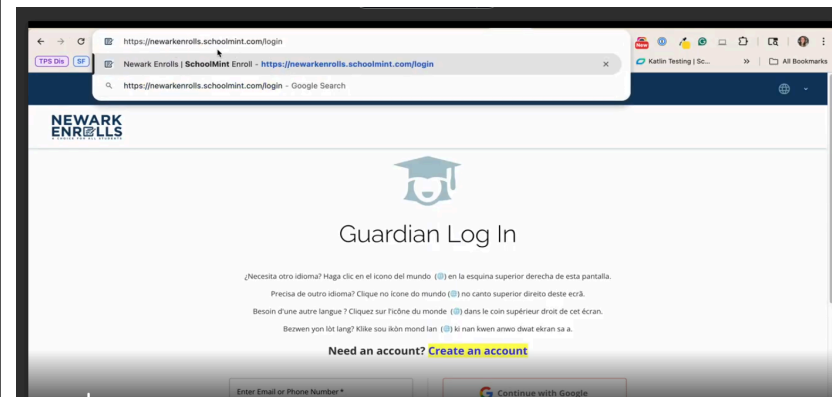 https://newarkenrolls.schoolmint.com/login
New
TPS Dis SF
Newark Enrolls | SchoolMint Enroll - https://newarkenrolls.schoolmint.com/login
Katlin Testing | Sc... » All Bookmarks
https://newarkenrolls.schoolmint.com/login - Google Search
NEWARK
ENROLLS
Guardian Log In
¿Necesita otro idioma? Haga clic en el icono del mundo () en la esquina superior derecha de esta pantalla.
Precisa de outro idioma? Clique no ícone do mundo () no canto superior direito deste ecrã.
Besoin d'une autre langue ? Cliquez sur l'icône du monde () dans le coin supérieur droit de cet écran.
Bezwen yon lòt lang? Klike sou ikòn mond lan () ki nan kwen anwo dwat ekran sa a.
Need an account? Create an account
Enter Email or Phone Number *
Continue with Google